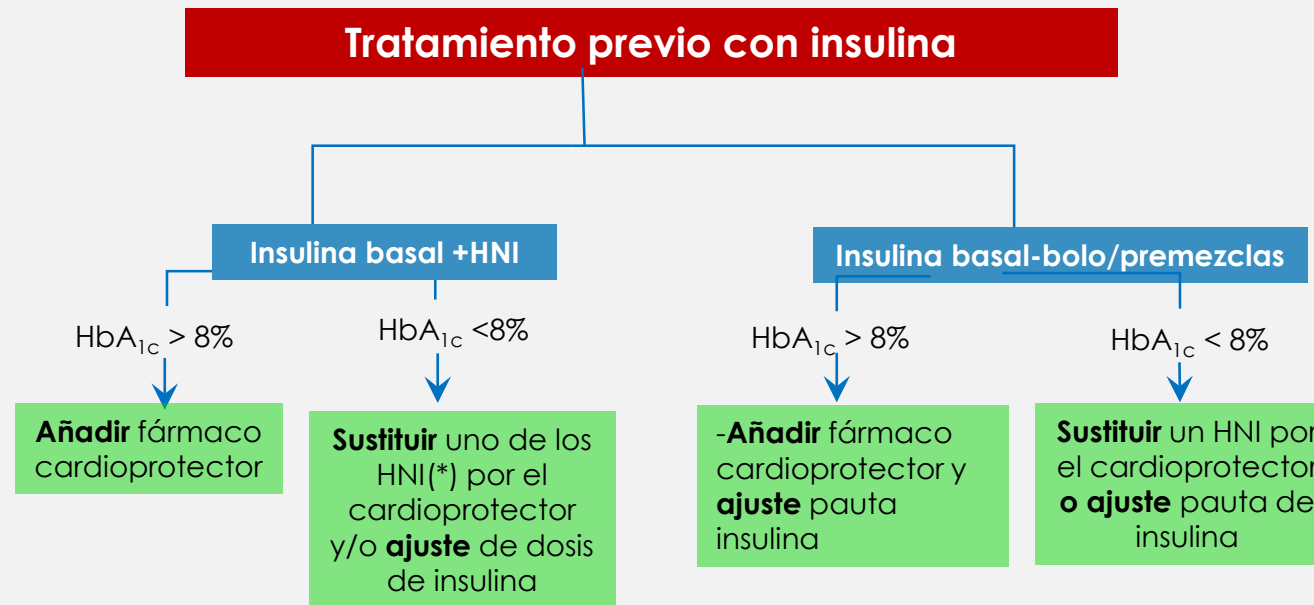 Tratamiento previo con insulina
Insulina basal +HNI
Insulina basal-bolo/premezclas
HbA1c > 8%
HbA1c <8%
HbA1c > 8%
HbA1c < 8%
Añadir fármaco
cardioprotector
Sustituir uno de los
HNI(*) por el
cardioprotector
y/o ajuste de dosis
de insulina
-Añadir fármaco
cardioprotector y
ajuste pauta
insulina
Sustituir un HNI por
el cardioprotector
o ajuste pauta de
insulina